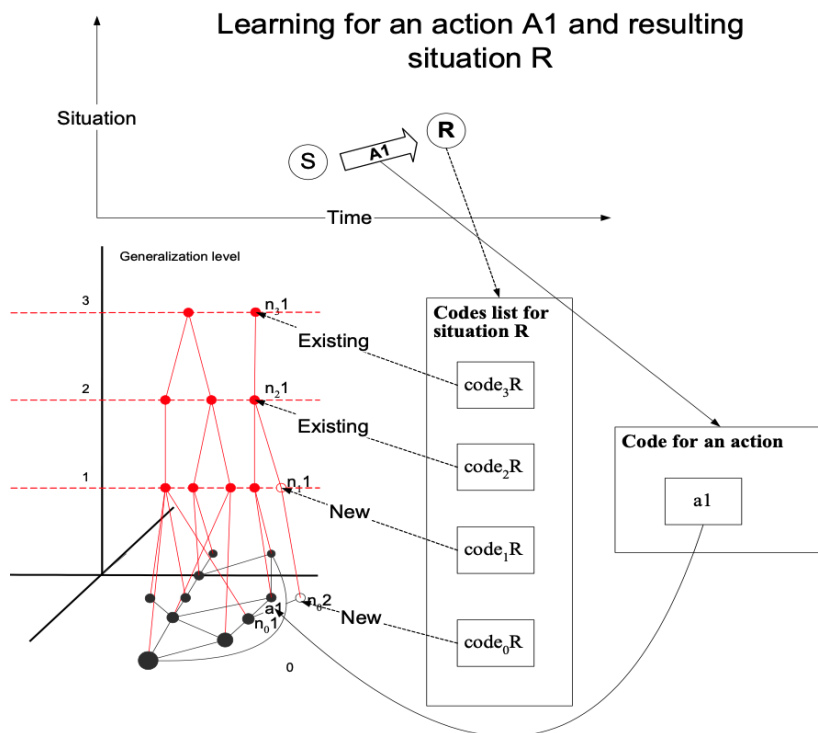 Learning for an action A1 and resulting
situation R
Situation
S
A1
R
Time
Generalization level
3
n₃1
Existing
2
n₂1
Existing
1
n₁1
New
a1
n₀1
n₀2
New
0
Codes list for
situation R
code₃R
code₂R
code₁R
code₀R
Code for an action
a1